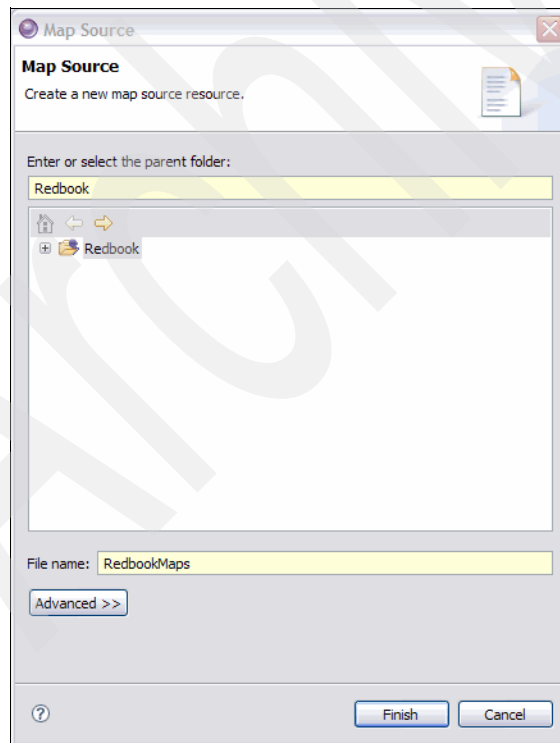 Map Source
Map Source
Create a new map source resource.
Enter or select the parent folder:
Redbook
Redbook
File name: RedbookMaps
Advanced >>
Finish Cancel